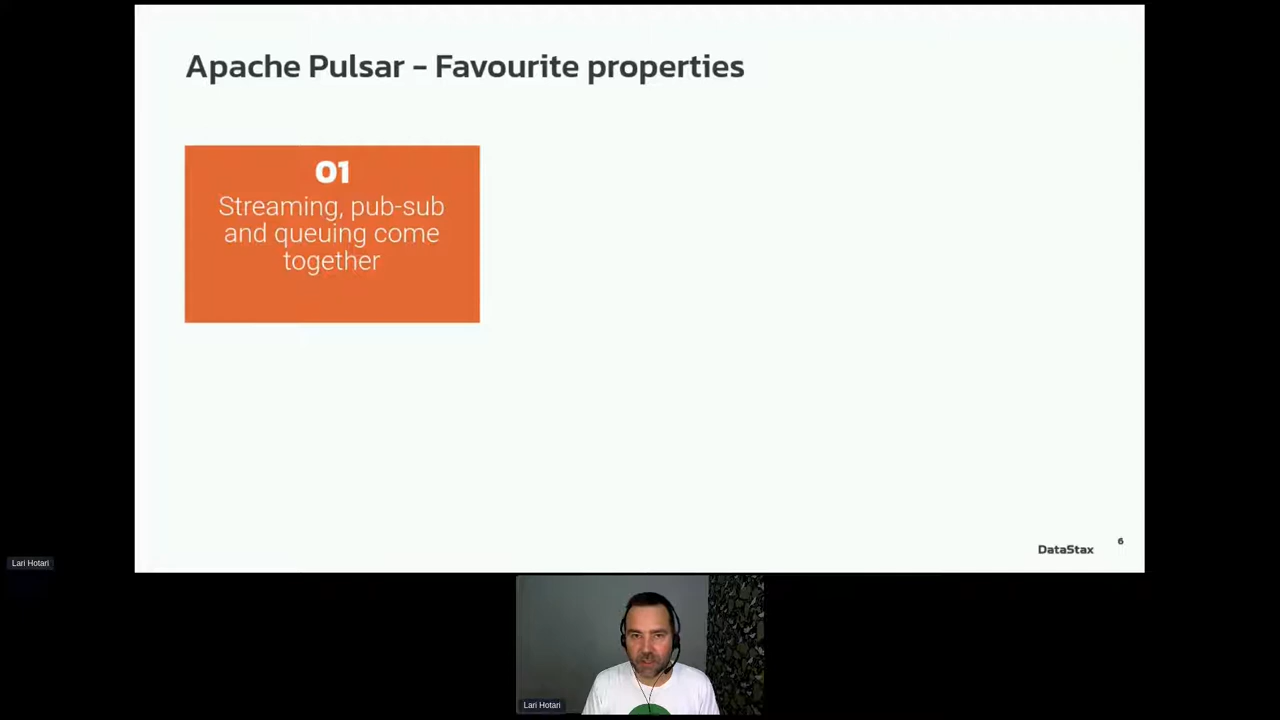 Apache Pulsar – Favourite properties
01
Streaming, pub-sub
and queuing come
together
DataStax
6
Lari Hotari
Lari Hotari